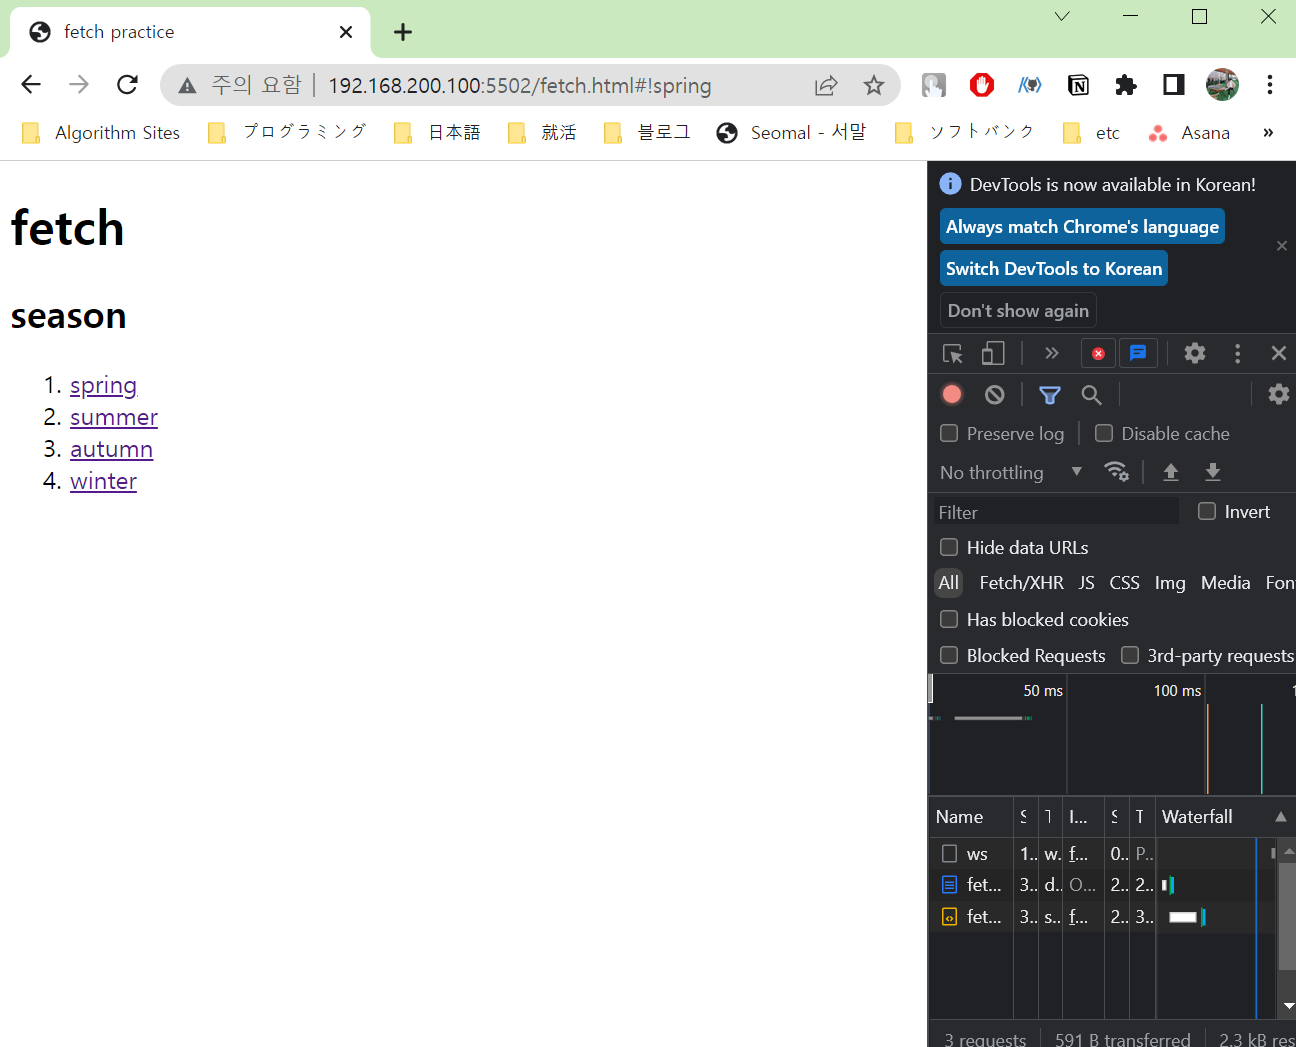 fetch practice
주의 요함 | 192.168.200.100:5502/fetch.html#!spring
Algorithm Sites プログラミング 日本語 就活 블로그 Seomal - 서말 ソフトバンク etc Asana »
fetch
season
1. spring
2. summer
3. autumn
4. winter
DevTools is now available in Korean!
Always match Chrome's language
Switch DevTools to Korean
Don't show again
Preserve log Disable cache
No throttling
Filter Invert
Hide data URLs
All Fetch/XHR JS CSS Img Media Fon
Has blocked cookies
Blocked Requests 3rd-party requests
50 ms 100 ms 1
Name S T I... S T Waterfall
ws 1.. w. f... 0.. P..
fet... 3.. d.. O... 2.. 2..
fet... 3.. s.. f... 2.. 3..
3 requests 591 B transferred 2.3 kB res